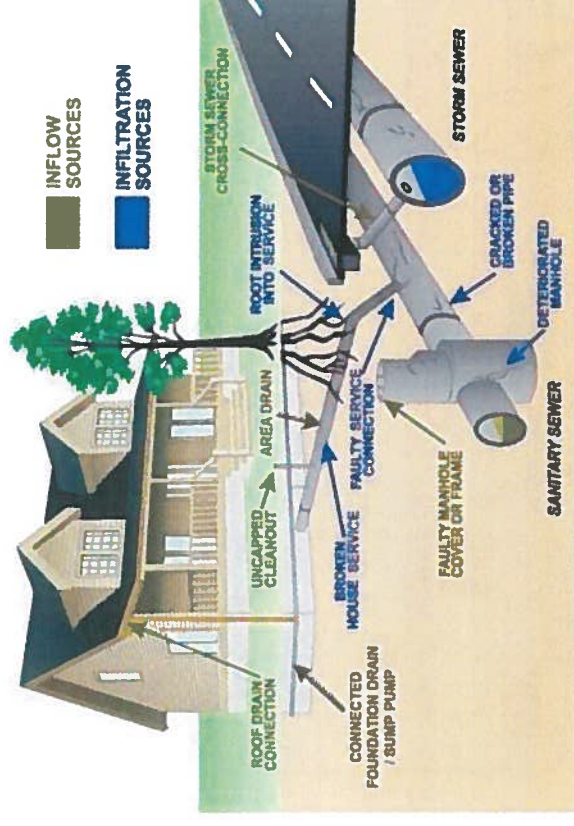 INFLOW
SOURCES
INFILTRATION
SOURCES
STORM SEWER
CROSS-CONNECTION
ROOT INTRUSION
INTO SERVICE
AREA DRAIN
UNCAPPED
CLEANOUT
ROOF DRAIN
CONNECTION
CONNECTED
FOUNDATION DRAIN
/ SUMP PUMP
BROKEN
HOUSE SERVICE
FAULTY SERVICE
CONNECTION
FAULTY MANHOLE
COVER OR FRAME
STORM SEWER
CRACKED OR
BROKEN PIPE
DETERIORATED
MANHOLE
SANITARY SEWER